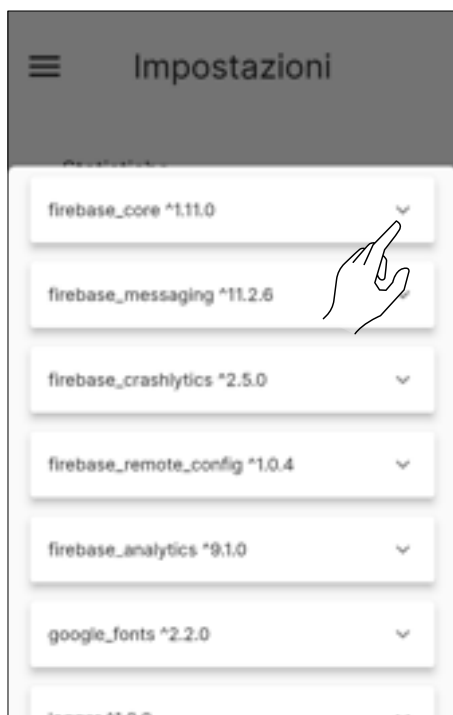 Impostazioni
Statistiche
firebase_core ^1.11.0
firebase_messaging ^11.2.6
firebase_crashlytics ^2.5.0
firebase_remote_config ^1.0.4
firebase_analytics ^9.1.0
google_fonts ^2.2.0